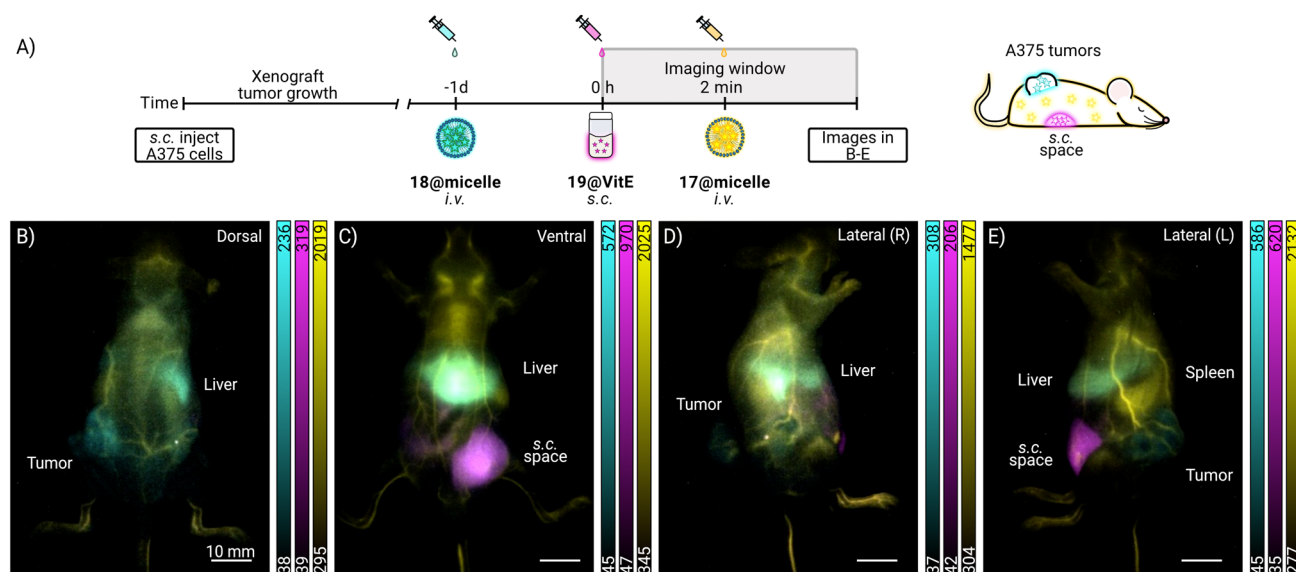 A)
Xenograft
tumor growth
Time
-1d
0 h
Imaging window
2 min
s.c. inject
A375 cells
18@micelle
i.v.
19@VitE
s.c.
17@micelle
i.v.
Images in
B-E
A375 tumors
s.c.
space
B)
Dorsal
Liver
Tumor
10 mm
236
319
2019
38
39
295
C)
Ventral
Liver
s.c.
space
572
970
2025
45
47
345
D)
Lateral (R)
Liver
Tumor
308
206
1477
37
42
304
E)
Lateral (L)
Liver
Spleen
s.c.
space
Tumor
586
620
2132
45
35
277